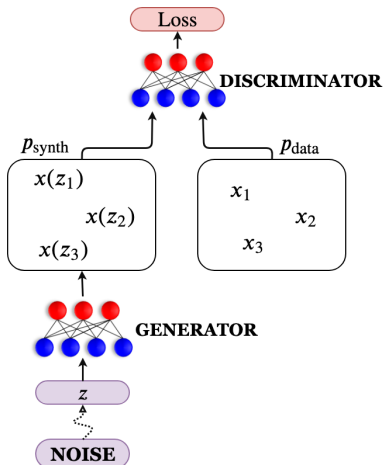 Loss
DISCRIMINATOR
p_synth
p_data
x(z_1)
x(z_2)
x(z_3)
x_1
x_2
x_3
GENERATOR
z
NOISE